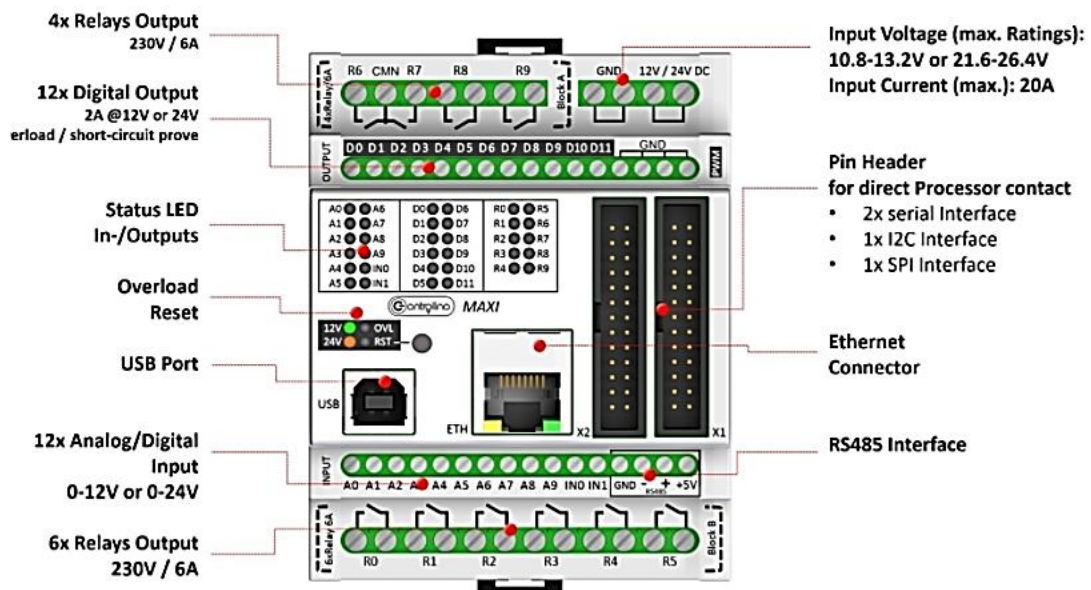 4x Relays Output
230V / 6A
12x Digital Output
2A @12V or 24V
erload / short-circuit prove
Status LED
In-/Outputs
Overload
Reset
USB Port
12x Analog/Digital
Input
0-12V or 0-24V
6x Relays Output
230V / 6A
4xRelay/6A
R6 CMN R7 R8 R9
Block A
GND 12V / 24V DC
OUTPUT
D0 D1 D2 D3 D4 D5 D6 D7 D8 D9 D10 D11
GND
PWM
A0 A6 D0 D6 R0 R5
A1 A7 D1 D7 R1 R6
A2 A8 D2 D8 R2 R7
A3 A9 D3 D9 R3 R8
A4 IN0 D4 D10 R4 R9
A5 IN1 D5 D11
Controllino MAXI
12V OVL
24V RST
USB
ETH
X2
X1
INPUT
A0 A1 A2 A4 A5 A6 A7 A8 A9 IN0 IN1 GND - + +5V
RS485
6xRelay 6A
R0 R1 R2 R3 R4 R5
Block B
Input Voltage (max. Ratings):
10.8-13.2V or 21.6-26.4V
Input Current (max.): 20A
Pin Header
for direct Processor contact
• 2x serial Interface
• 1x I2C Interface
• 1x SPI Interface
Ethernet
Connector
RS485 Interface